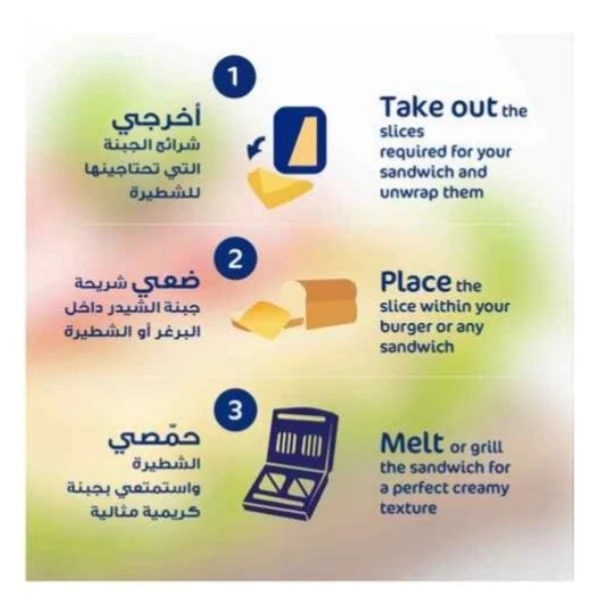 1
أخرجي
شرائح الجبنة
التي تحتاجينها
للشطيرة
Take out the
slices
required for your
sandwich and
unwrap them
2
ضعي شريحة
جبنة الشيدر داخل
البرغر أو الشطيرة
Place the
slice within your
burger or any
sandwich
3
حمّصي
الشطيرة
واستمتعي بجبنة
كريمية مثالية
Melt or grill
the sandwich for
a perfect creamy
texture